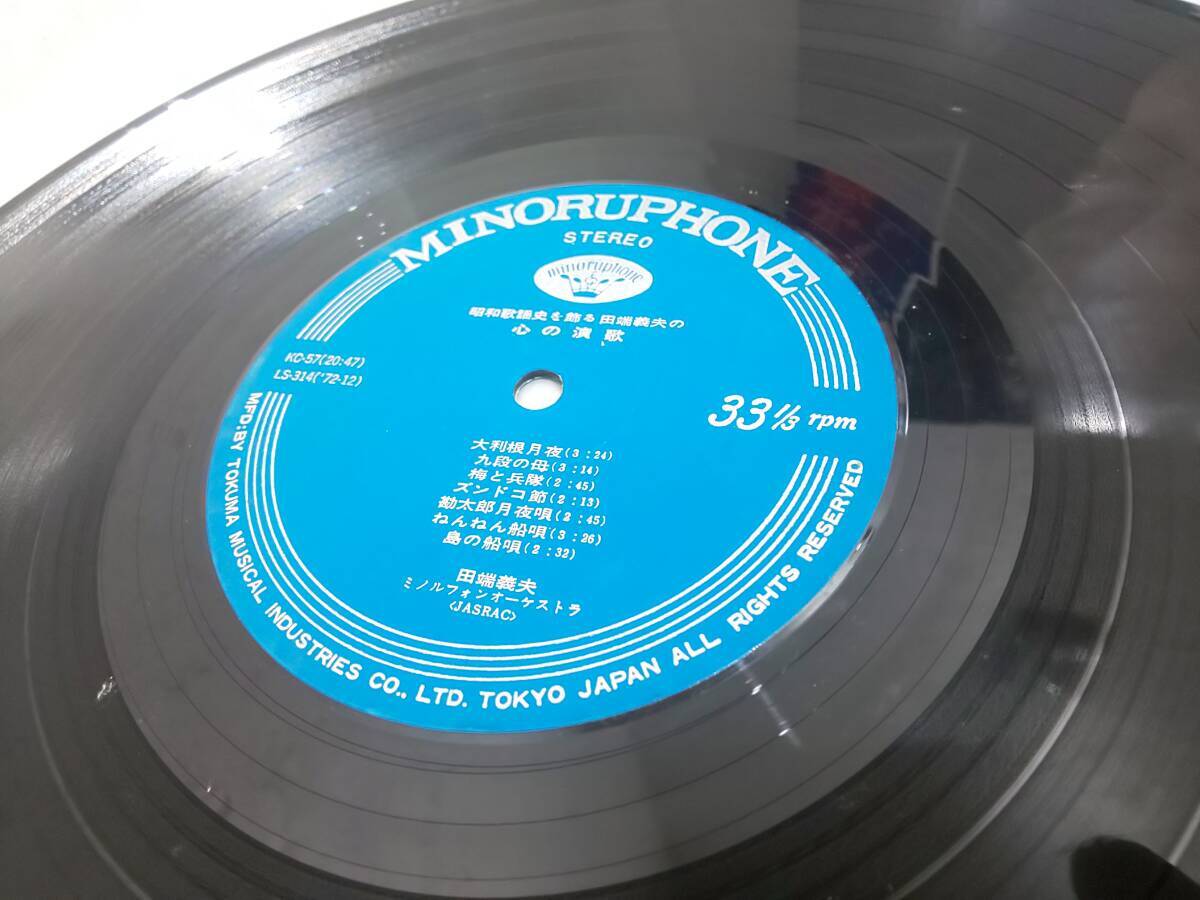 MINORUPHONE
STEREO
minoruphone
昭和歌謡史を飾る田端義夫の
心の演歌
KC-57(20:47)
LS-314('72-12)
33 1/3 rpm
大利根月夜(3:24)
九段の母(3:14)
梅と兵隊(2:45)
ズンドコ節(2:13)
勘太郎月夜唄(2:45)
ねんねん船唄(3:26)
島の船唄(2:32)
田端義夫
ミノルフォンオーケストラ
<JASRAC>
MFD:BY TOKUMA MUSICAL INDUSTRIES CO., LTD. TOKYO JAPAN ALL RIGHTS RESERVED